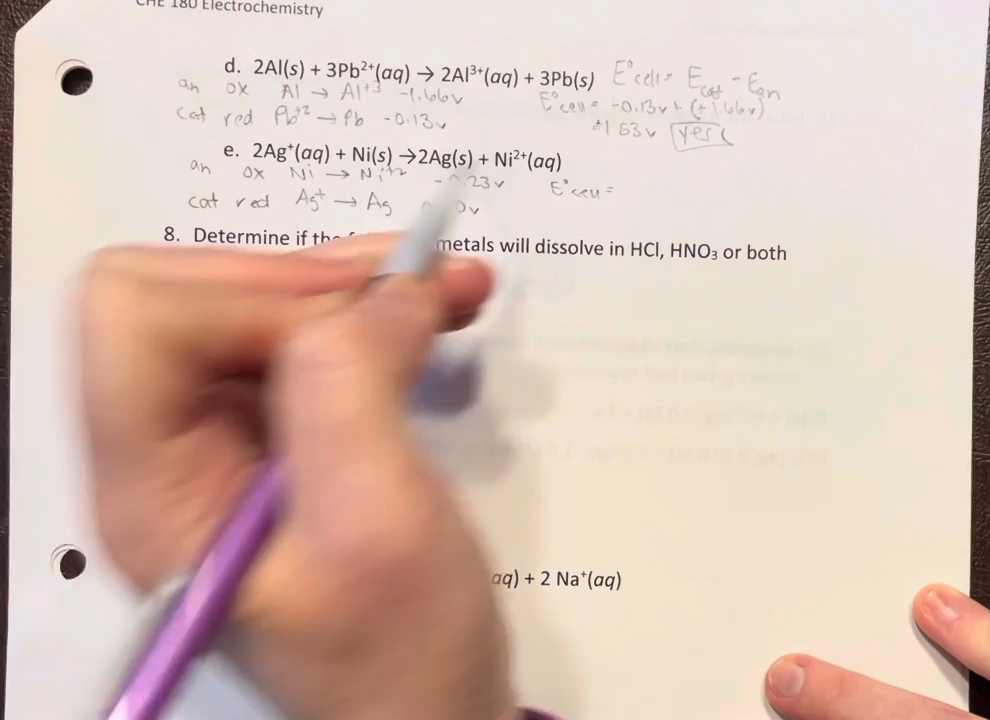 CHE 180 Electrochemistry
d. 2Al(s) + 3Pb²⁺(aq) → 2Al³⁺(aq) + 3Pb(s) E°cell = Ecat - Ean
an ox Al → Al⁺³ -1.66v E°cell = -0.13v + (+1.66v)
cat red Pb⁺² → Pb -0.13v +1.53v yes
e. 2Ag⁺(aq) + Ni(s) →2Ag(s) + Ni²⁺(aq)
an ox Ni → Ni⁺² 23v E°cell =
cat red Ag⁺ → Ag
8. Determine if metals will dissolve in HCl, HNO₃ or both
aq) + 2 Na⁺(aq)